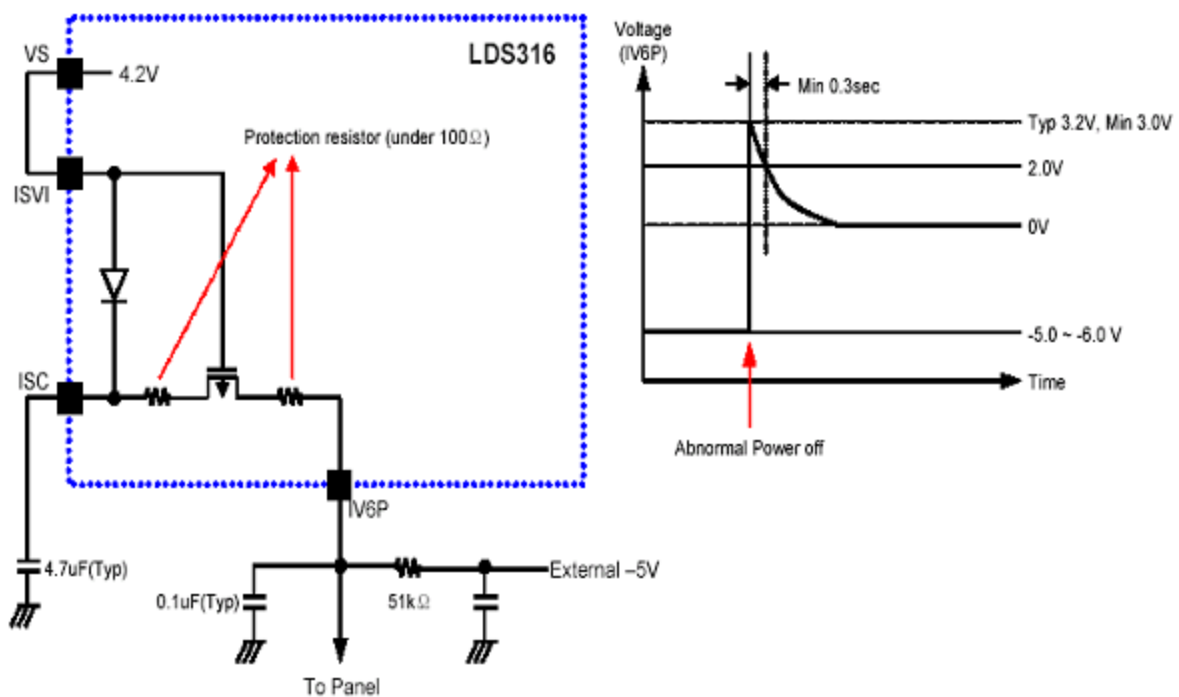 LDS316
VS
4.2V
Protection resistor (under 100Ω)
ISVI
ISC
IV6P
4.7uF(Typ)
0.1uF(Typ)
51kΩ
External –5V
To Panel
Voltage
(IV6P)
Min 0.3sec
Typ 3.2V, Min 3.0V
2.0V
0V
-5.0 ~ -6.0 V
Time
Abnormal Power off